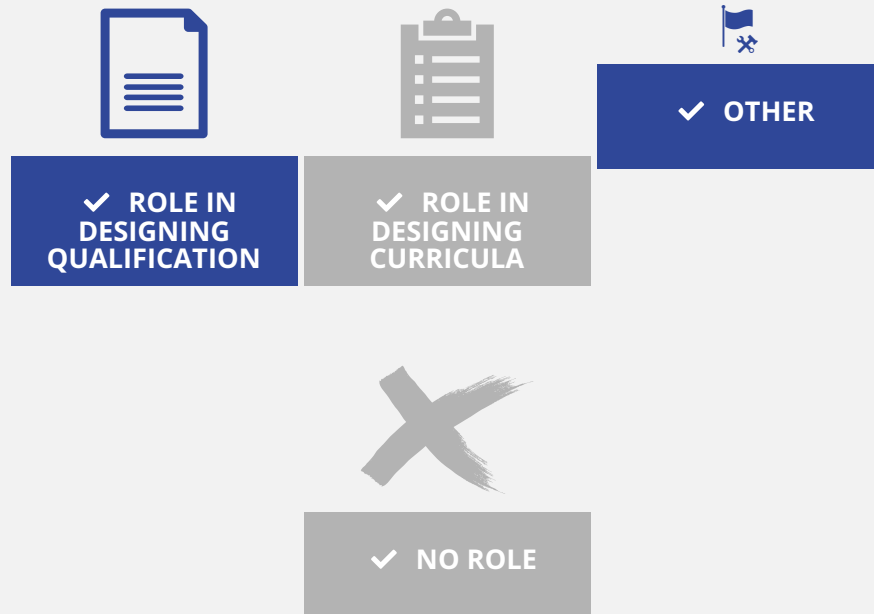 ✓ OTHER
✓ ROLE IN
DESIGNING
QUALIFICATION
✓ ROLE IN
DESIGNING
CURRICULA
✓ NO ROLE